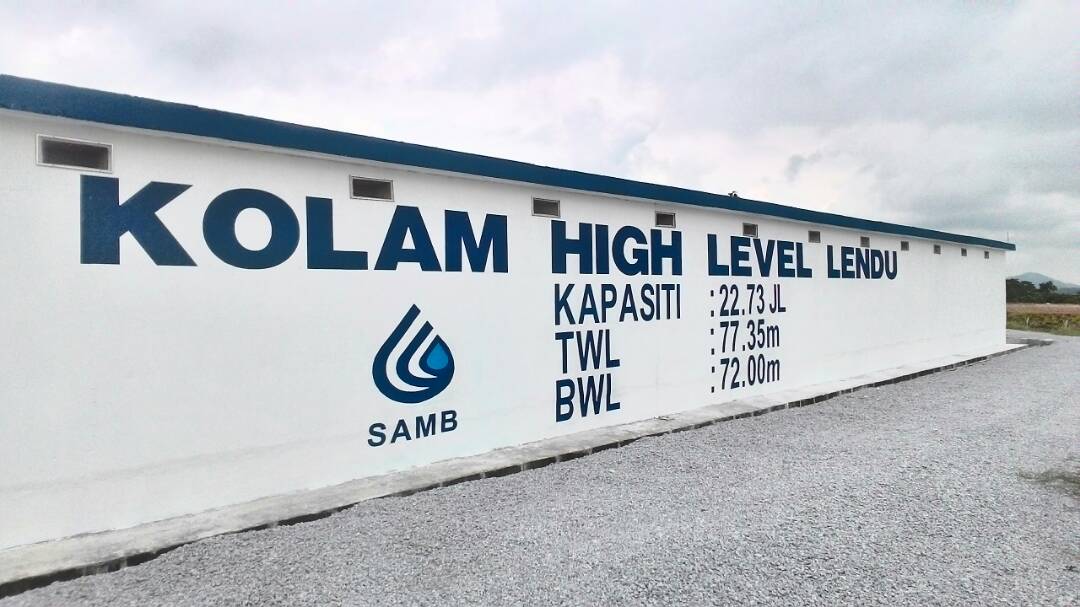 KOLAM HIGH LEVEL LENDU
KAPASITI : 22.73 JL
TWL : 77.35m
BWL : 72.00m
SAMB